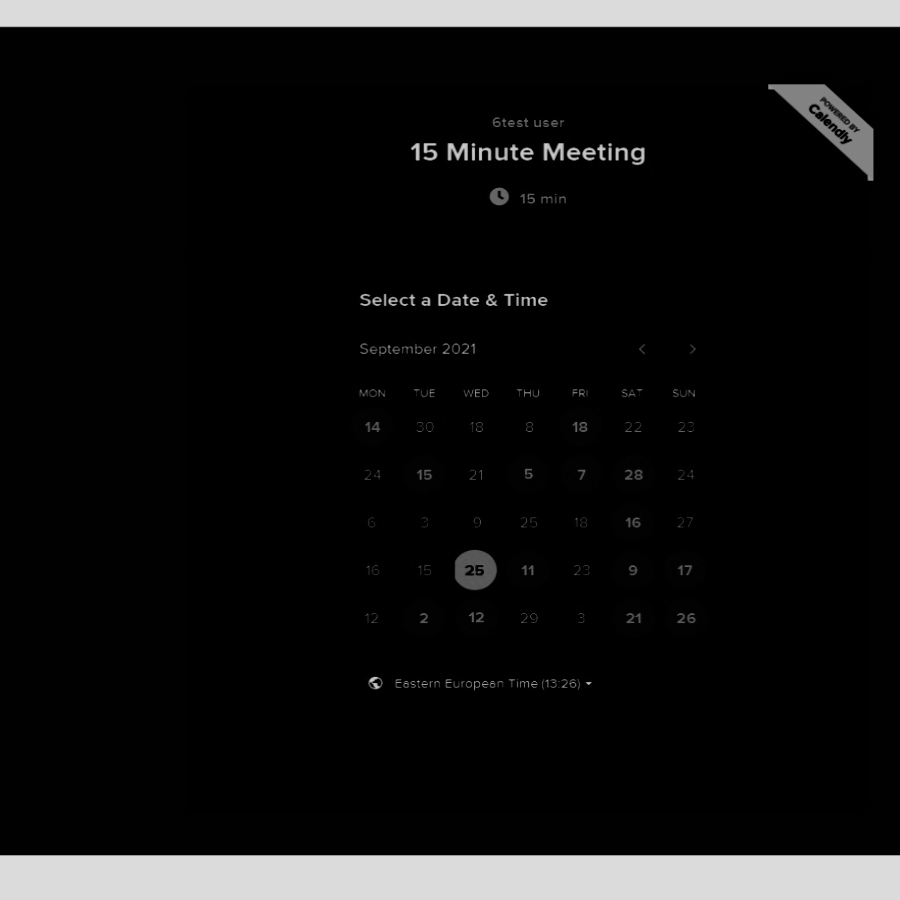 POWERED BY
Calendly
6test user
15 Minute Meeting
15 min
Select a Date & Time
September 2021
MON TUE WED THU FRI SAT SUN
14 30 18 8 18 22 23
24 15 21 5 7 28 24
6 3 9 25 18 16 27
16 15 25 11 23 9 17
12 2 12 29 3 21 26
Eastern European Time (13:26)